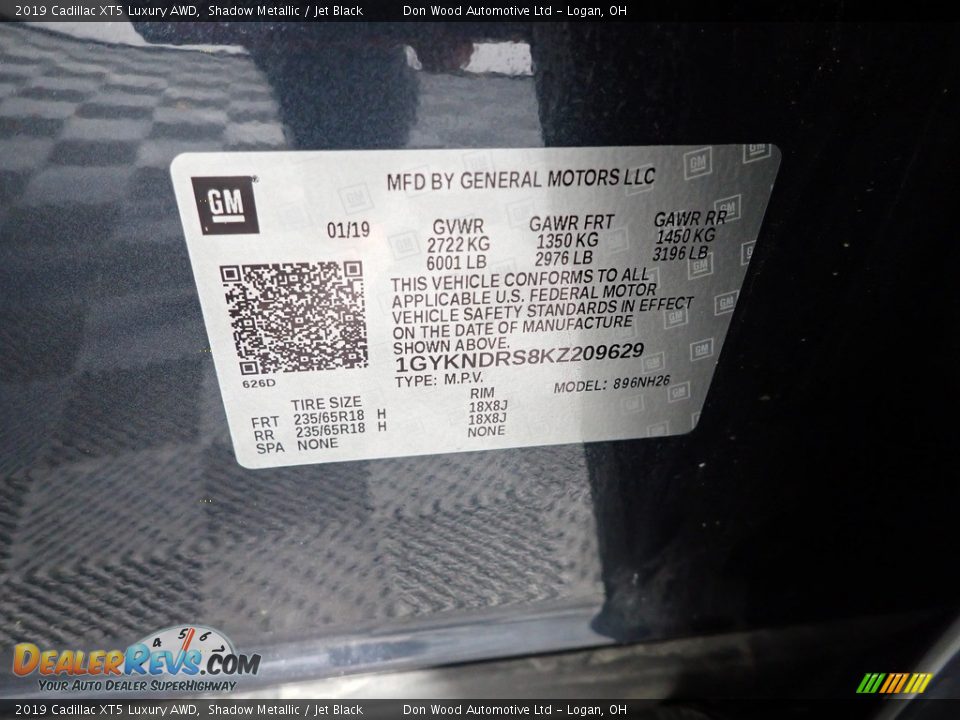 2019 Cadillac XT5 Luxury AWD, Shadow Metallic / Jet Black Don Wood Automotive Ltd - Logan, OH
GM
MFD BY GENERAL MOTORS LLC
01/19 GVWR GAWR FRT GAWR RR
2722 KG 1350 KG 1450 KG
6001 LB 2976 LB 3196 LB
THIS VEHICLE CONFORMS TO ALL
APPLICABLE U.S. FEDERAL MOTOR
VEHICLE SAFETY STANDARDS IN EFFECT
ON THE DATE OF MANUFACTURE
SHOWN ABOVE.
1GYKNDRS8KZ209629
626D TYPE: M.P.V. MODEL: 896NH26
TIRE SIZE RIM
FRT 235/65R18 H 18X8J
RR 235/65R18 H 18X8J
SPA NONE NONE
4 5 6 7
DealerRevs.com
Your Auto Dealer SuperHighway
2019 Cadillac XT5 Luxury AWD, Shadow Metallic / Jet Black Don Wood Automotive Ltd - Logan, OH